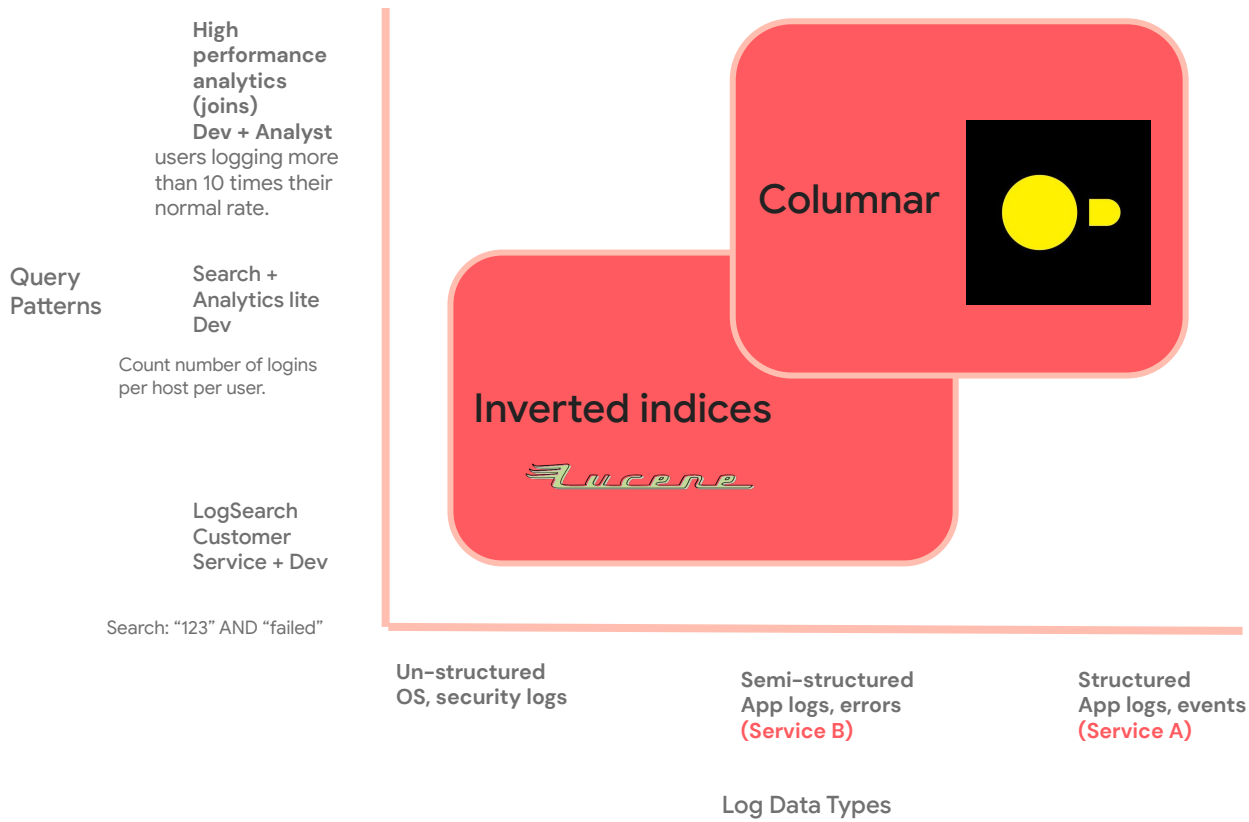 High
performance
analytics
(joins)
Dev + Analyst
users logging more
than 10 times their
normal rate.
Columnar
Query
Patterns
Search +
Analytics lite
Dev
Count number of logins
per host per user.
Inverted indices
Lucene
LogSearch
Customer
Service + Dev
Search: “123” AND “failed”
Un-structured
OS, security logs
Semi-structured
App logs, errors
(Service B)
Structured
App logs, events
(Service A)
Log Data Types